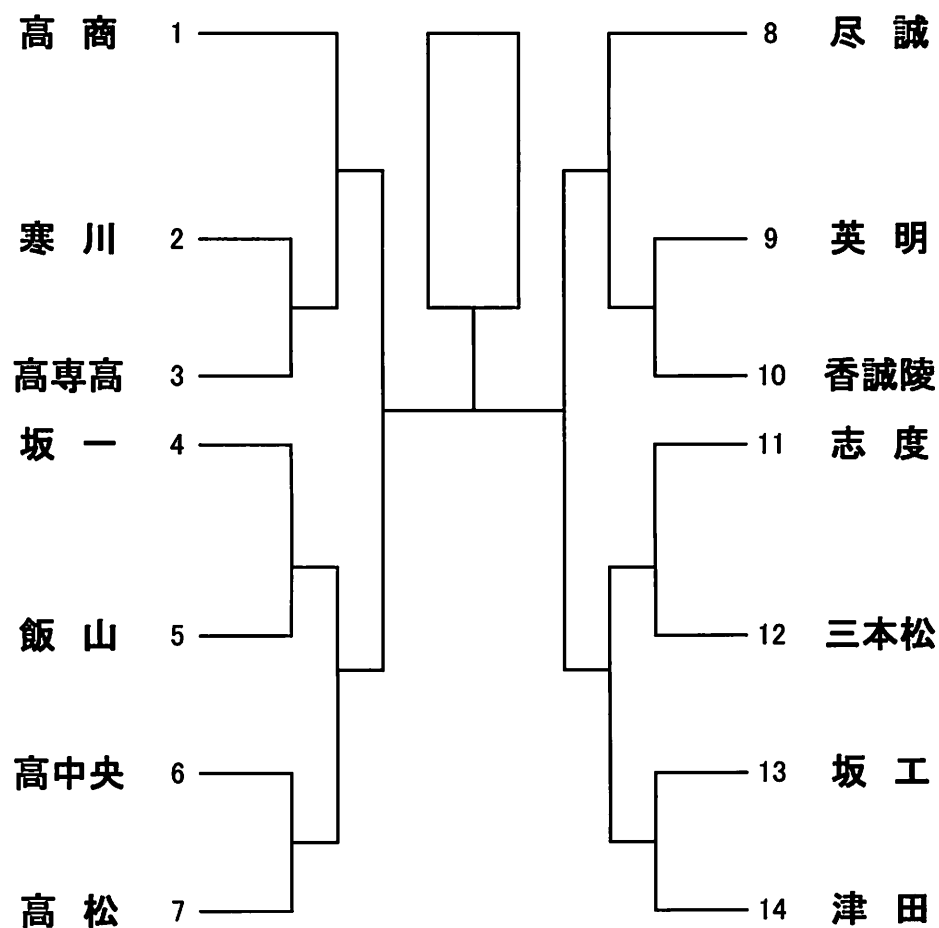 高商 1
寒川 2
高専高 3
坂一 4
飯山 5
高中央 6
高松 7
8 尽誠
9 英明
10 香誠陵
11 志度
12 三本松
13 坂工
14 津田